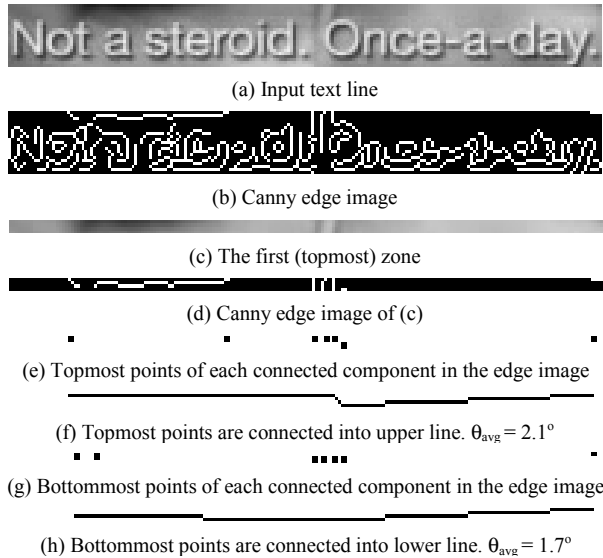 Not a steroid. Once-a-day.
(a) Input text line
(b) Canny edge image
(c) The first (topmost) zone
(d) Canny edge image of (c)
(e) Topmost points of each connected component in the edge image
(f) Topmost points are connected into upper line. θavg = 2.1°
(g) Bottommost points of each connected component in the edge image
(h) Bottommost points are connected into lower line. θavg = 1.7°